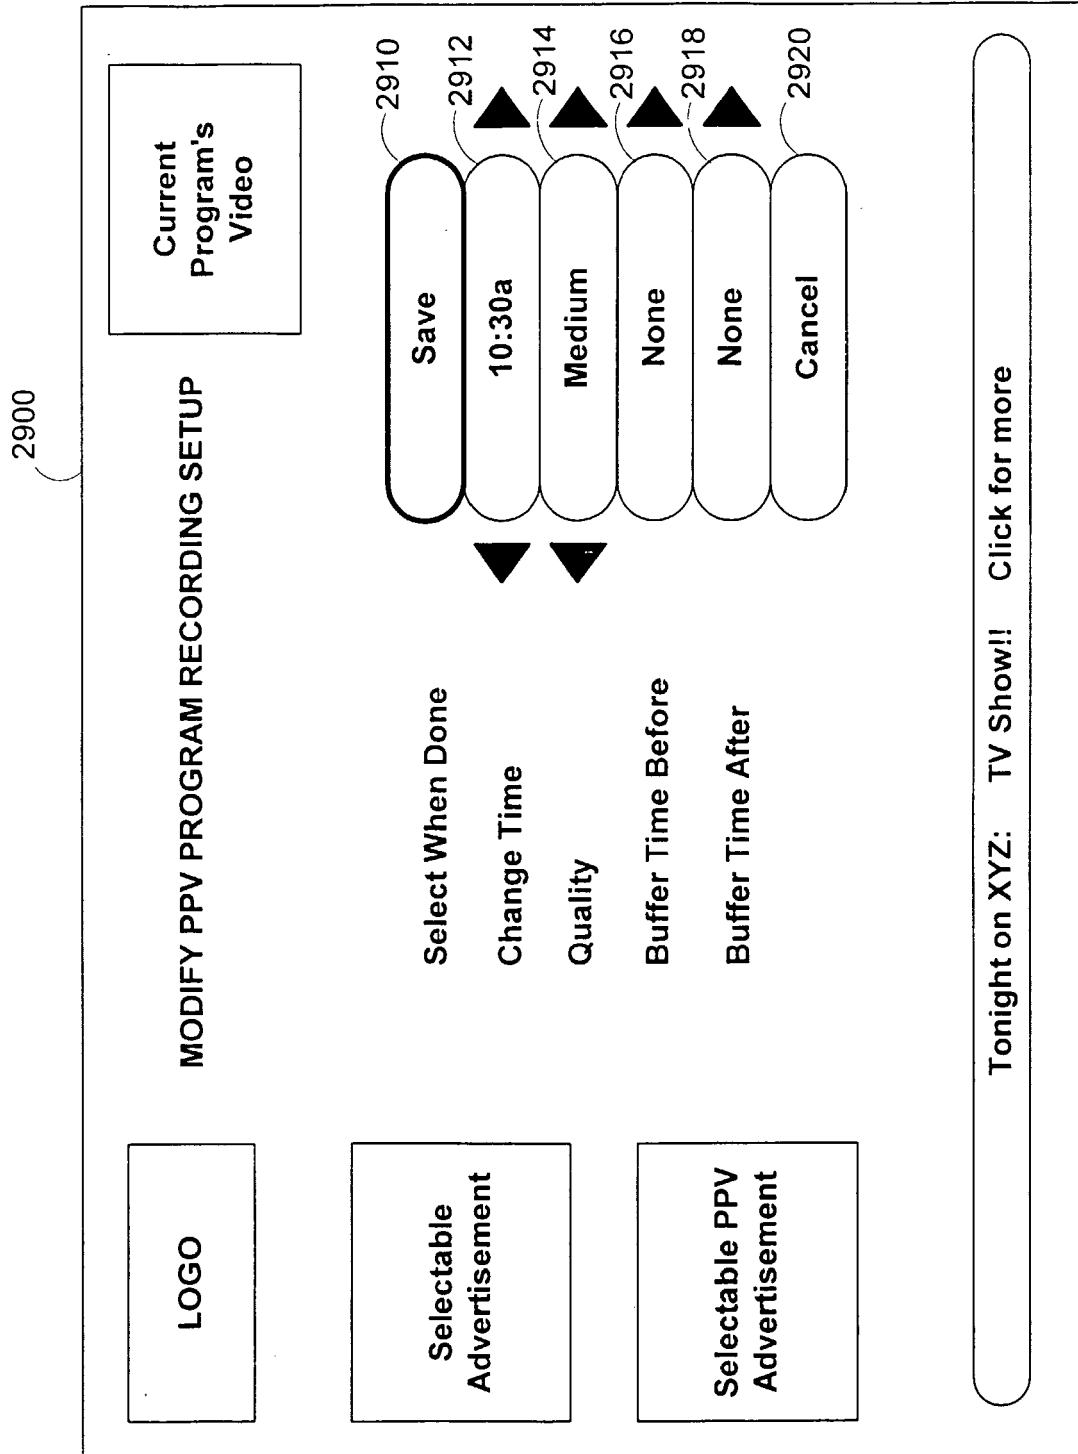 2900
LOGO
MODIFY PPV PROGRAM RECORDING SETUP
Current
Program's
Video
Selectable
Advertisement
Selectable PPV
Advertisement
Select When Done
Save
2910
Change Time
10:30a
2912
Quality
Medium
2914
Buffer Time Before
None
2916
Buffer Time After
None
2918
Cancel
2920
Tonight on XYZ: TV Show!! Click for more